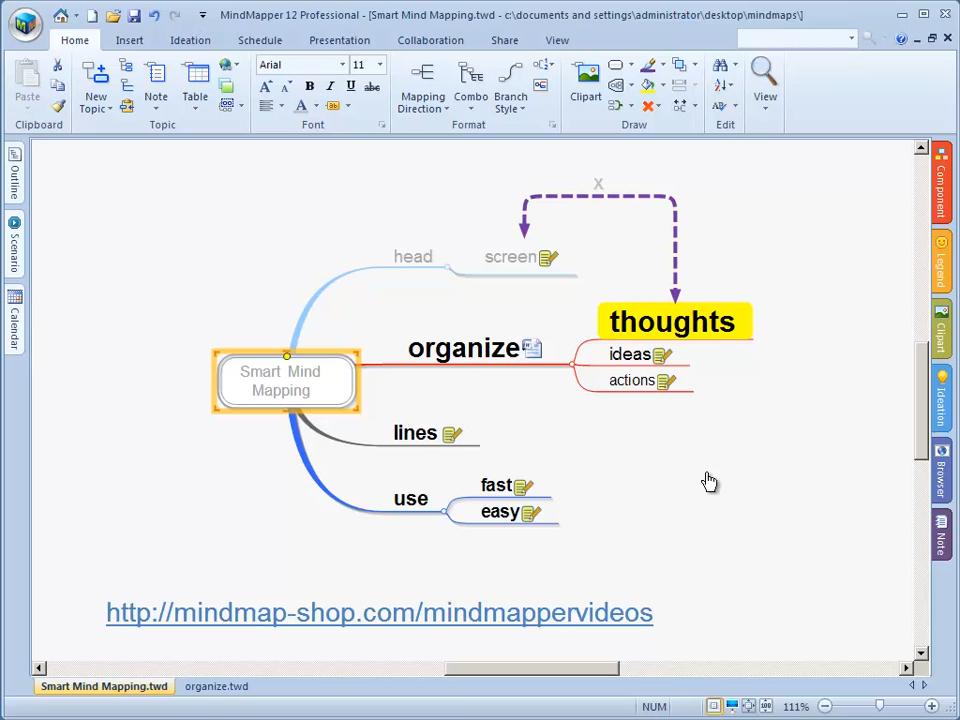 MindMapper 12 Professional - [Smart Mind Mapping.twd - c:\documents and settings\administrator\desktop\mindmaps\]
Home
Insert
Ideation
Schedule
Presentation
Collaboration
Share
View
Paste
Clipboard
New
Topic
Note
Table
Topic
Arial
11
B
I
U
abc
Font
Mapping
Direction
Combo
Branch
Style
Format
Clipart
Draw
Edit
View
Outline
Scenario
Calendar
Component
Legend
Clipart
Ideation
Browser
Note
x
head
screen
thoughts
organize
ideas
actions
Smart Mind
Mapping
lines
use
fast
easy
http://mindmap-shop.com/mindmappervideos
Smart Mind Mapping.twd
organize.twd
NUM
111%